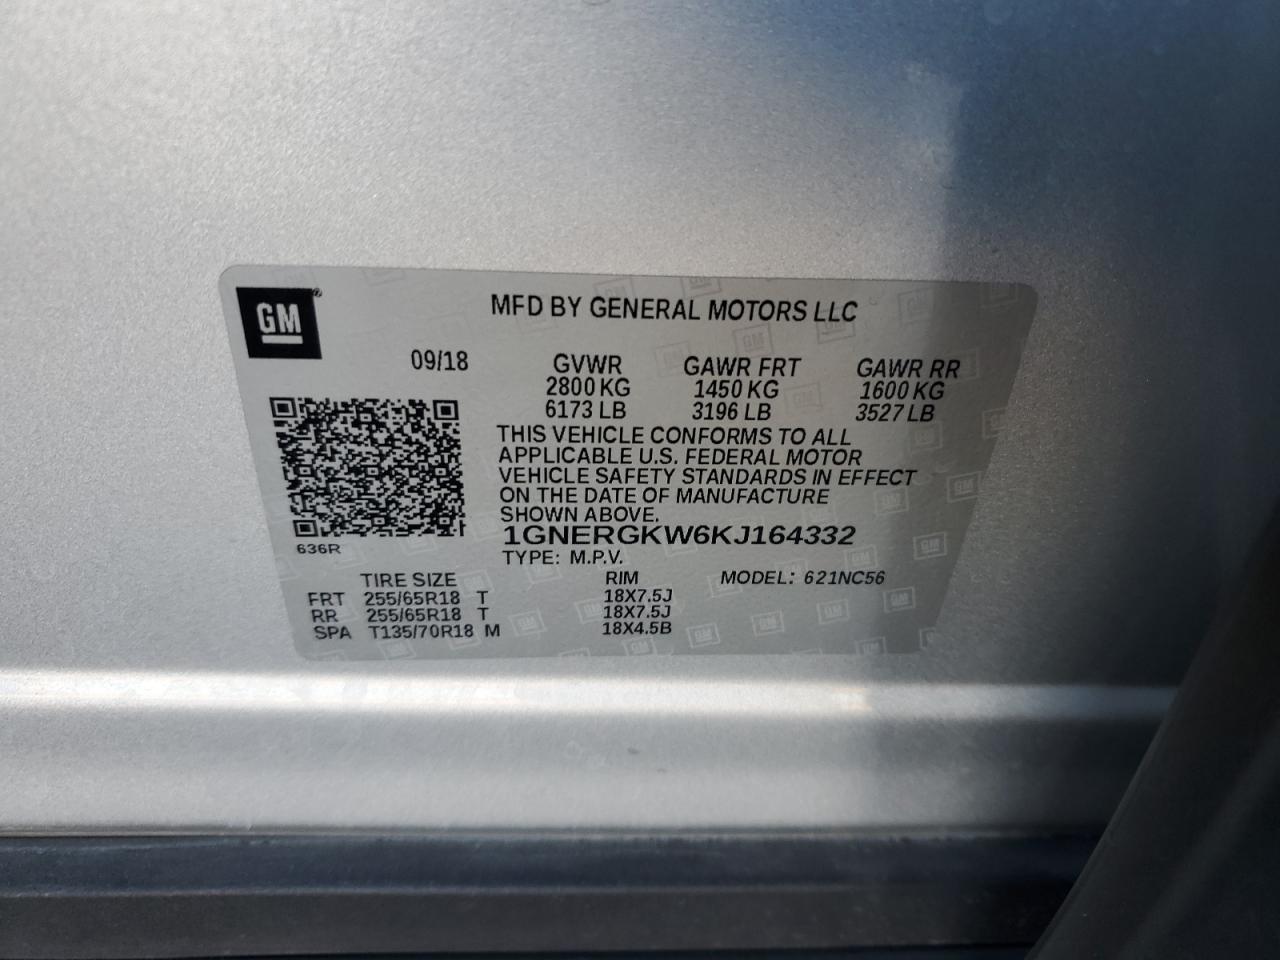 GM
MFD BY GENERAL MOTORS LLC
09/18 GVWR GAWR FRT GAWR RR
2800 KG 1450 KG 1600 KG
6173 LB 3196 LB 3527 LB
THIS VEHICLE CONFORMS TO ALL
APPLICABLE U.S. FEDERAL MOTOR
VEHICLE SAFETY STANDARDS IN EFFECT
ON THE DATE OF MANUFACTURE
SHOWN ABOVE.
1GNERGKW6KJ164332
636R
TYPE: M.P.V.
TIRE SIZE RIM MODEL: 621NC56
FRT 255/65R18 T 18X7.5J
RR 255/65R18 T 18X7.5J
SPA T135/70R18 M 18X4.5B